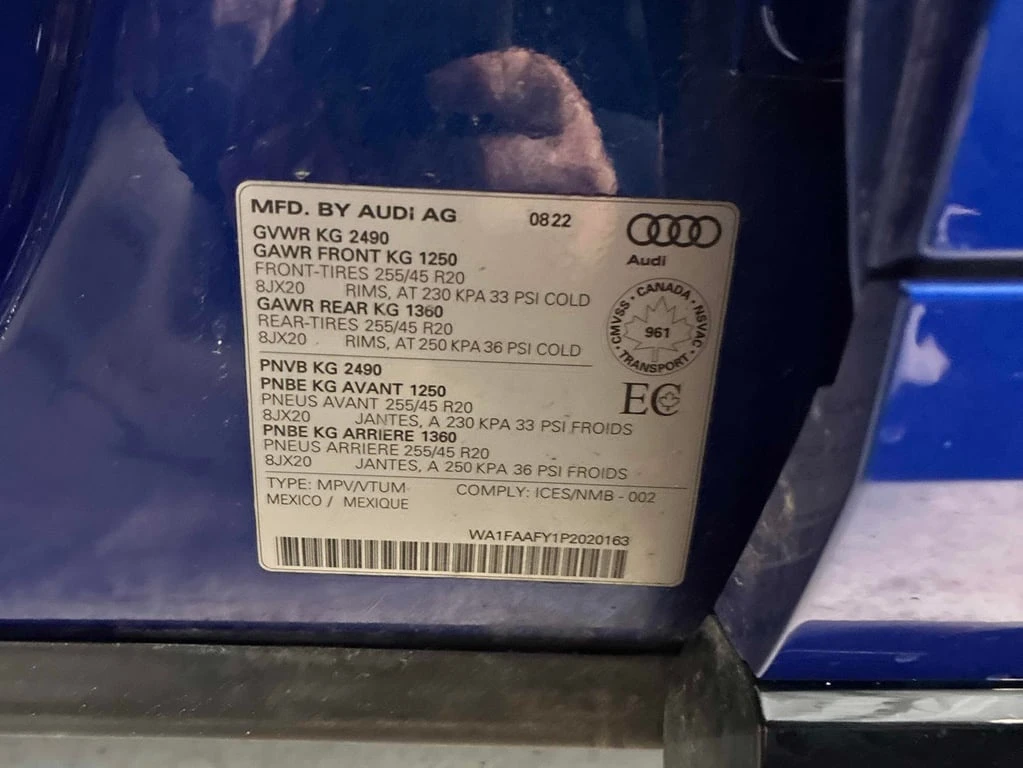 MFD. BY AUDI AG 0822
GVWR KG 2490
GAWR FRONT KG 1250
FRONT-TIRES 255/45 R20
8JX20 RIMS, AT 230 KPA 33 PSI COLD
GAWR REAR KG 1360
REAR-TIRES 255/45 R20
8JX20 RIMS, AT 250 KPA 36 PSI COLD
Audi
CMVSS · CANADA · NSVAC · TRANSPORT ·
961
PNVB KG 2490
PNBE KG AVANT 1250
PNEUS AVANT 255/45 R20
8JX20 JANTES, A 230 KPA 33 PSI FROIDS
PNBE KG ARRIERE 1360
PNEUS ARRIERE 255/45 R20
8JX20 JANTES, A 250 KPA 36 PSI FROIDS
EC
TYPE: MPV/VTUM COMPLY: ICES/NMB - 002
MEXICO / MEXIQUE
WA1FAAFY1P2020163